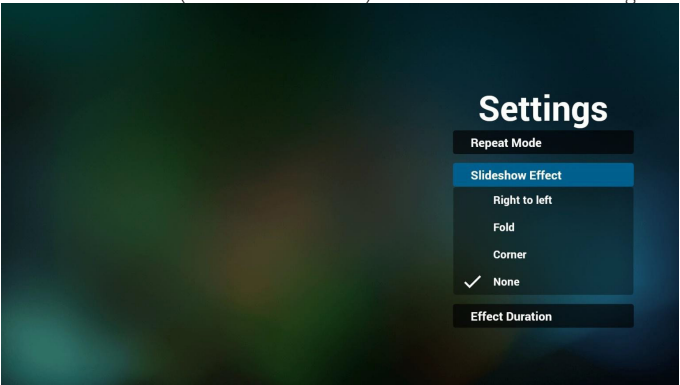 Settings
Repeat Mode
Slideshow Effect
Right to left
Fold
Corner
None
Effect Duration